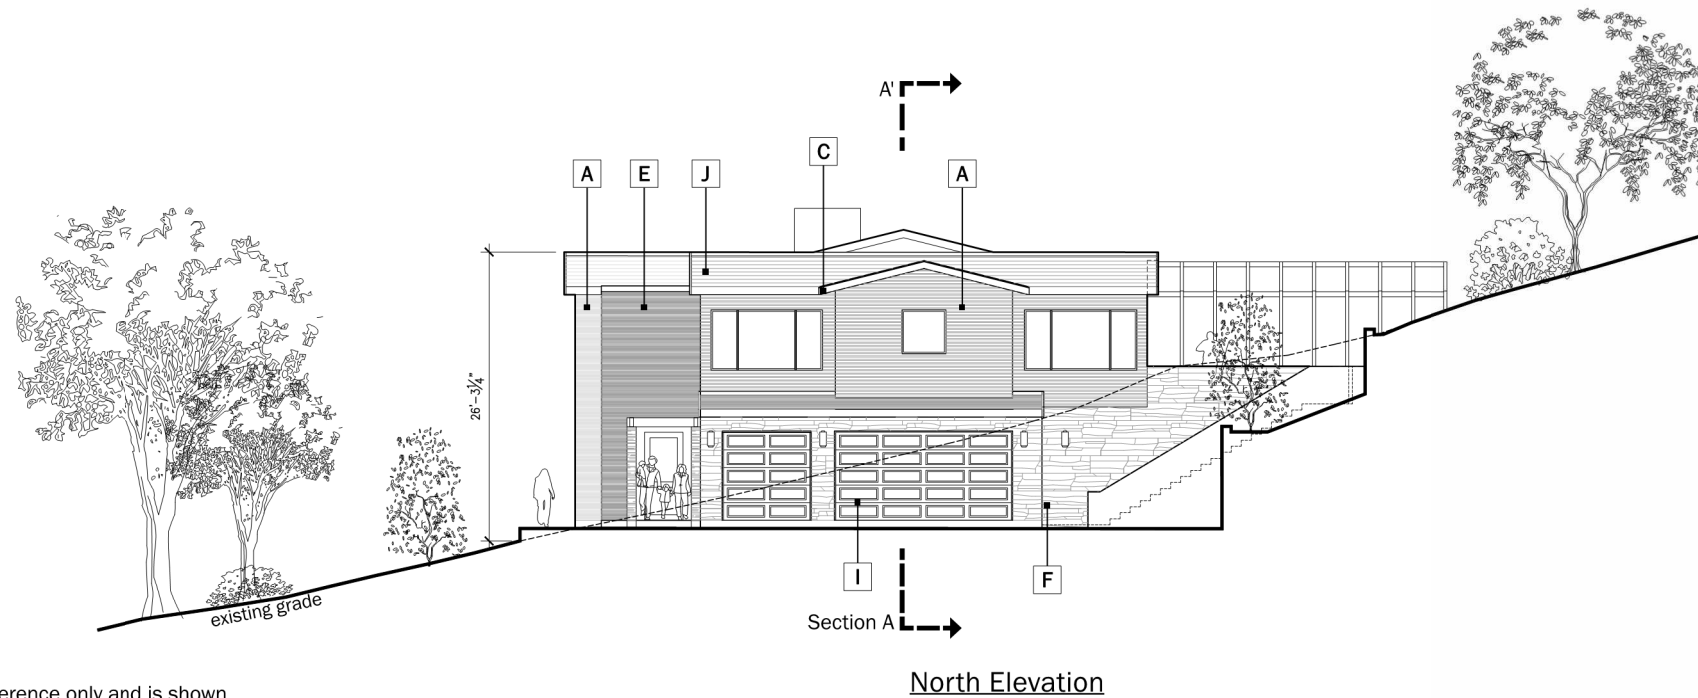 A'
C
A
E
J
A
26'-3¼"
I
F
existing grade
Section A
North Elevation
erence only and is shown